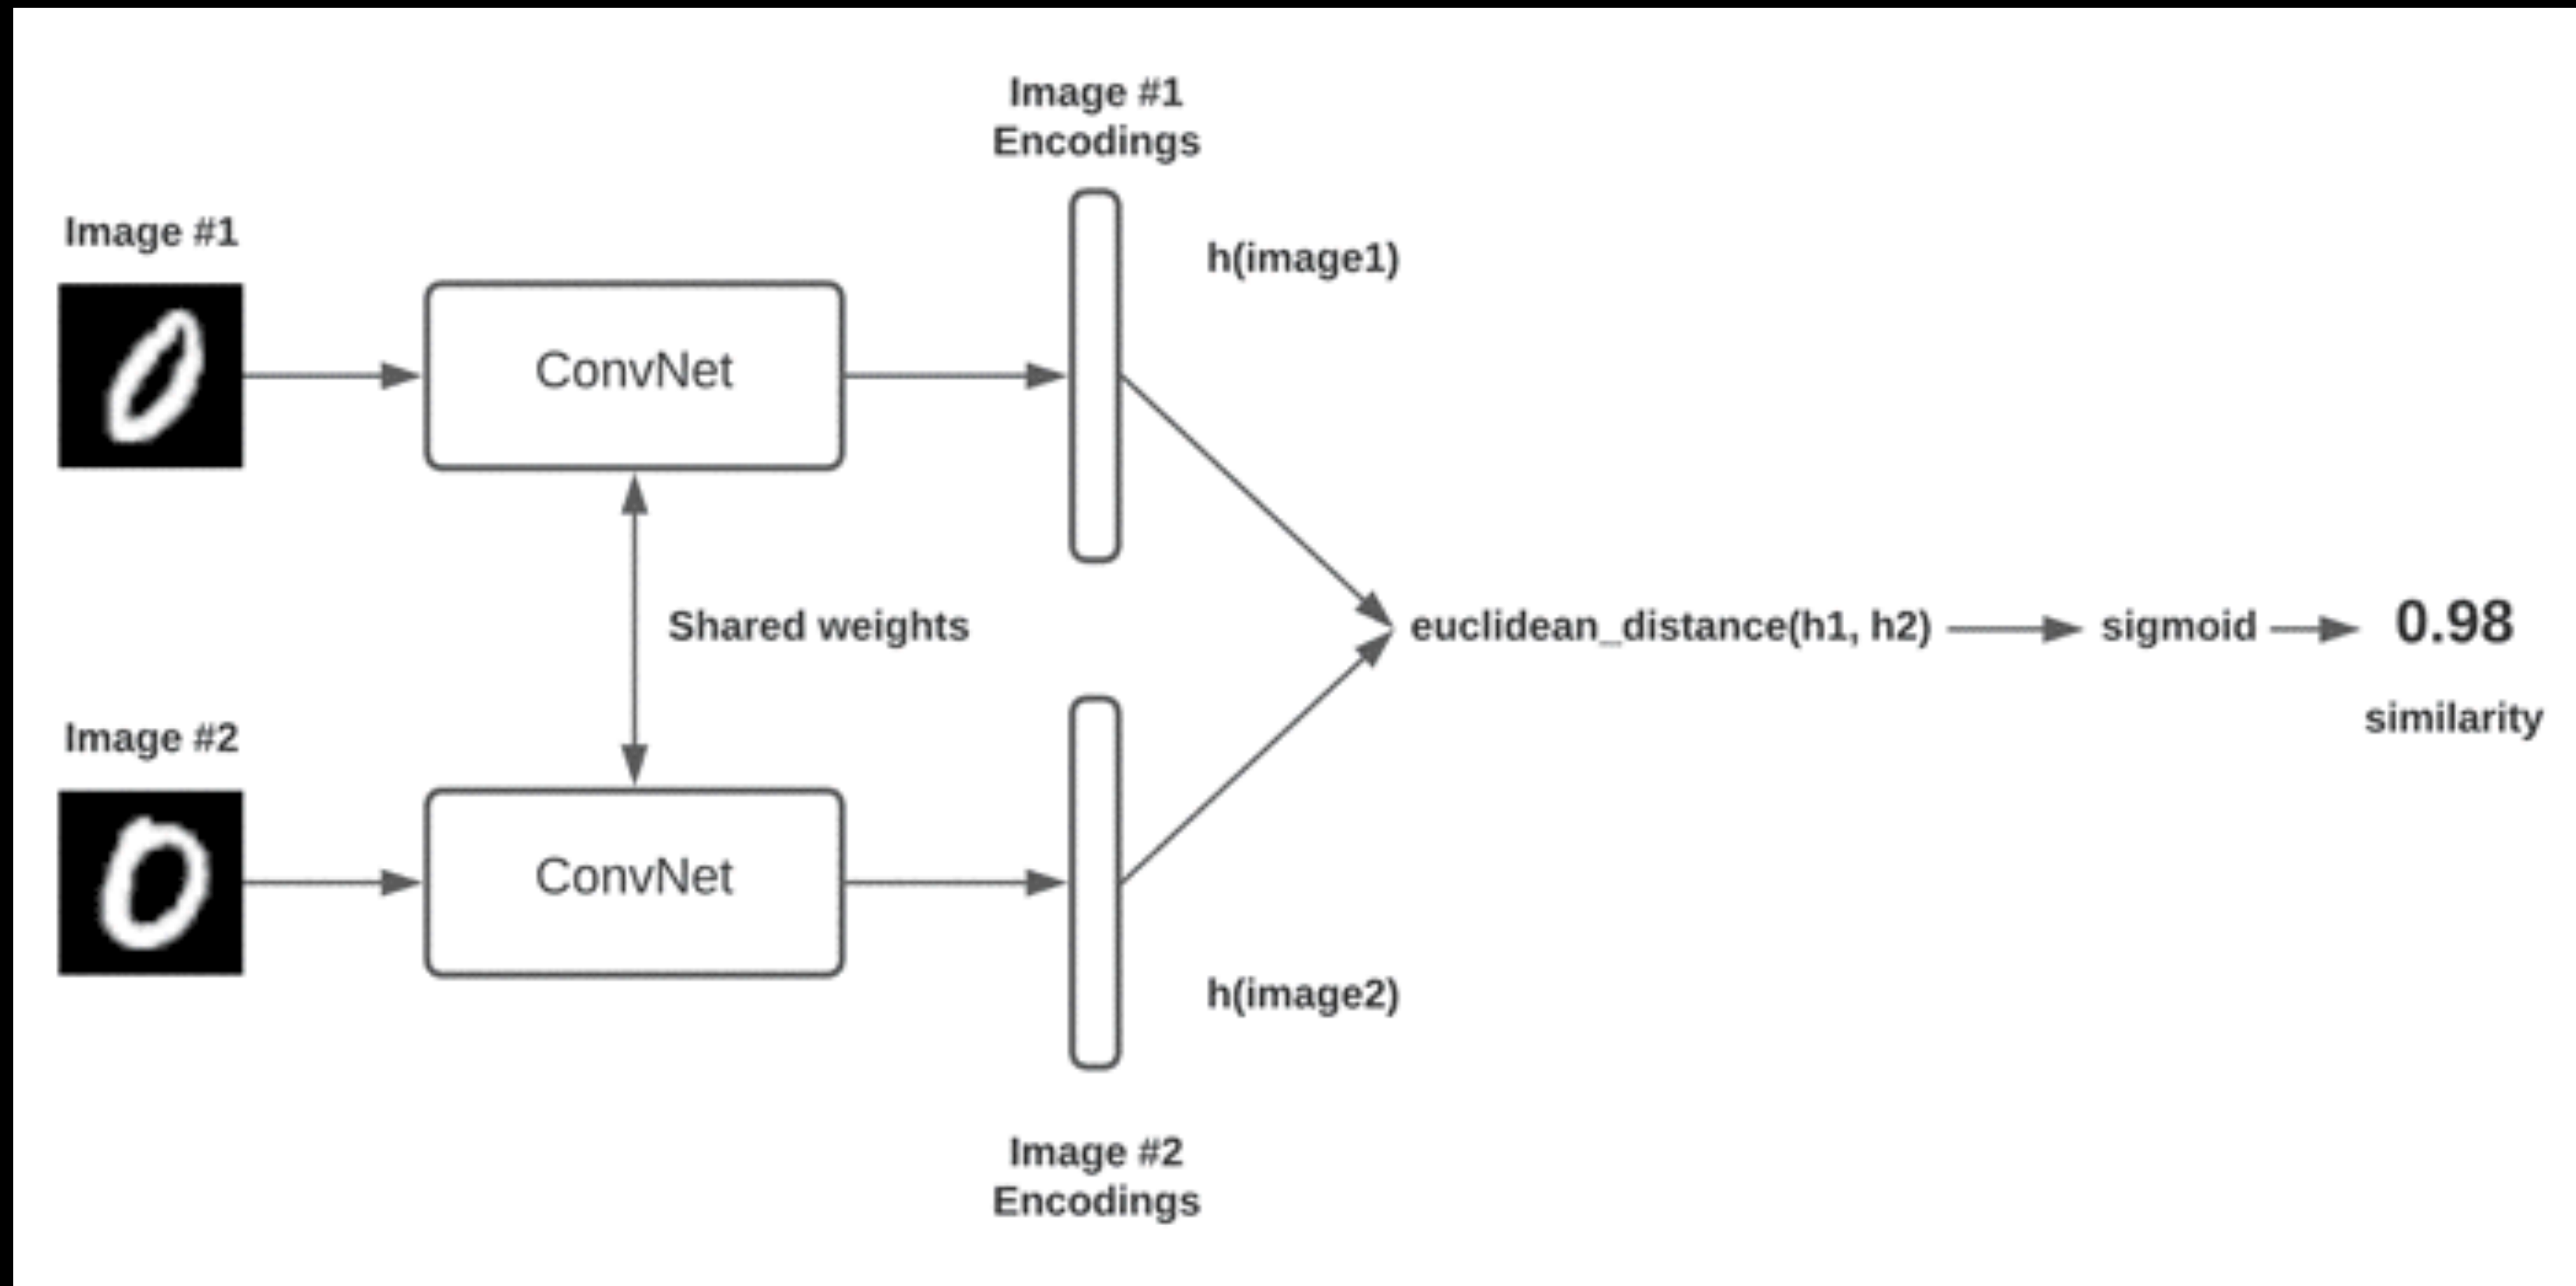 Image #1
Encodings
Image #1
h(image1)
ConvNet
Shared weights
euclidean_distance(h1, h2)
sigmoid
0.98
similarity
Image #2
ConvNet
h(image2)
Image #2
Encodings